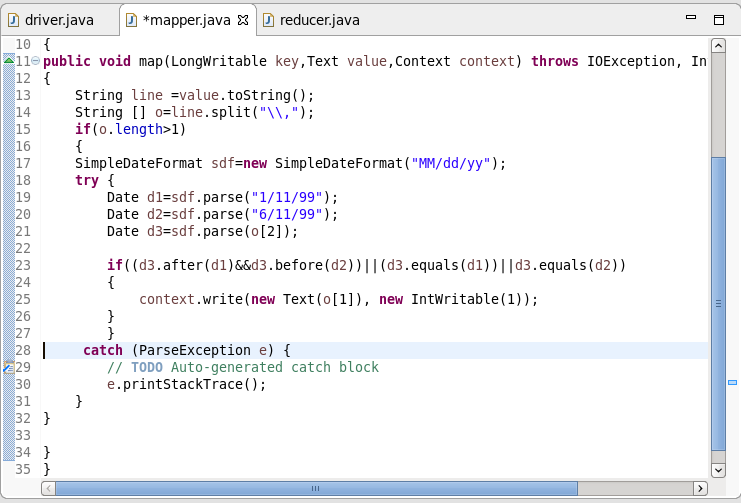 driver.java *mapper.java reducer.java
10 {
11 public void map(LongWritable key,Text value,Context context) throws IOException, In
12 {
13     String line =value.toString();
14     String [] o=line.split("\\,");
15     if(o.length>1)
16     {
17     SimpleDateFormat sdf=new SimpleDateFormat("MM/dd/yy");
18     try {
19         Date d1=sdf.parse("1/11/99");
20         Date d2=sdf.parse("6/11/99");
21         Date d3=sdf.parse(o[2]);
22
23         if((d3.after(d1)&&d3.before(d2))||(d3.equals(d1))||d3.equals(d2))
24         {
25             context.write(new Text(o[1]), new IntWritable(1));
26         }
27         }
28      catch (ParseException e) {
29         // TODO Auto-generated catch block
30         e.printStackTrace();
31     }
32 }
33
34 }
35 }